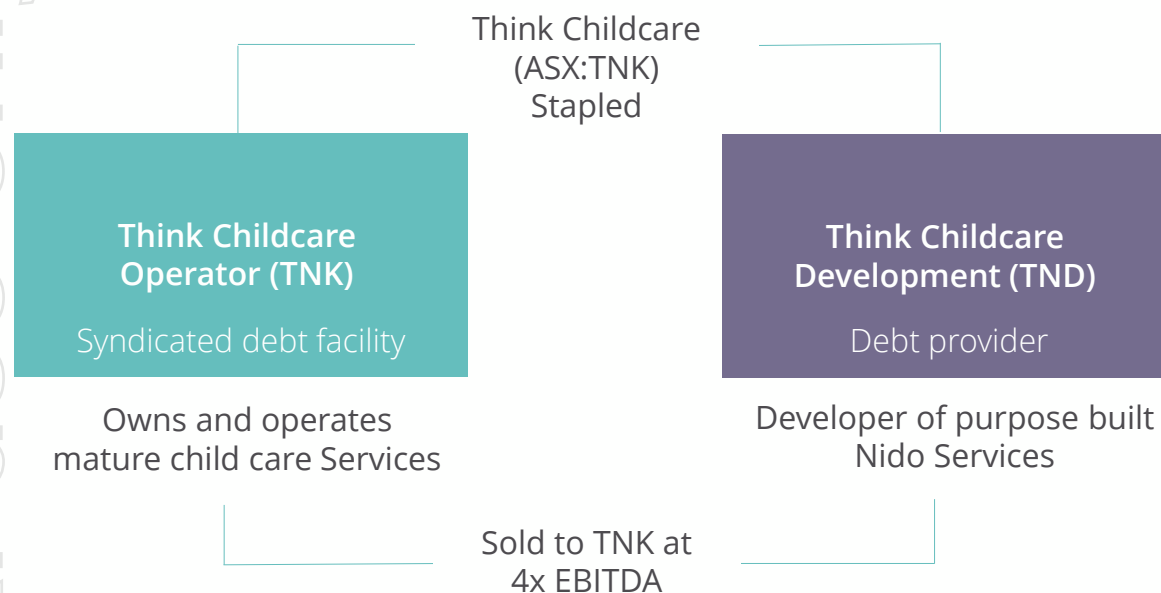 Think Childcare
(ASX:TNK)
Stapled
Think Childcare
Operator (TNK)
Syndicated debt facility
Think Childcare
Development (TND)
Debt provider
Owns and operates
mature child care Services
Developer of purpose built
Nido Services
Sold to TNK at
4x EBITDA